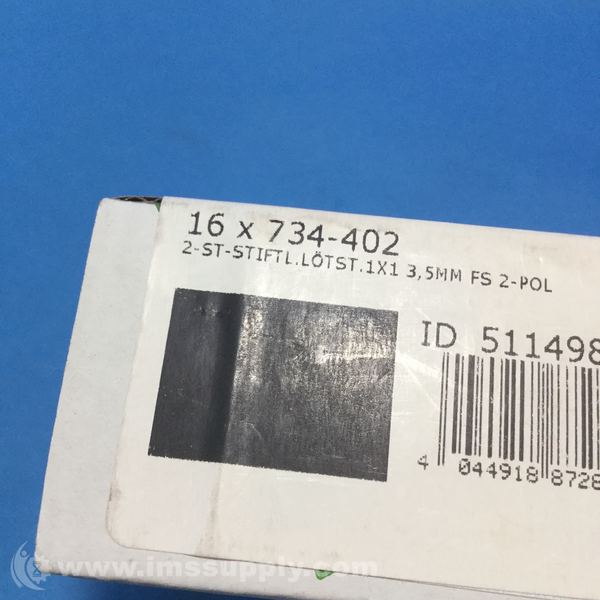 16 x 734-402
2-ST-STIFTL.LÖTST.1X1 3,5MM FS 2-POL
ID 511498
4 044918 8728
www.imssupply.com